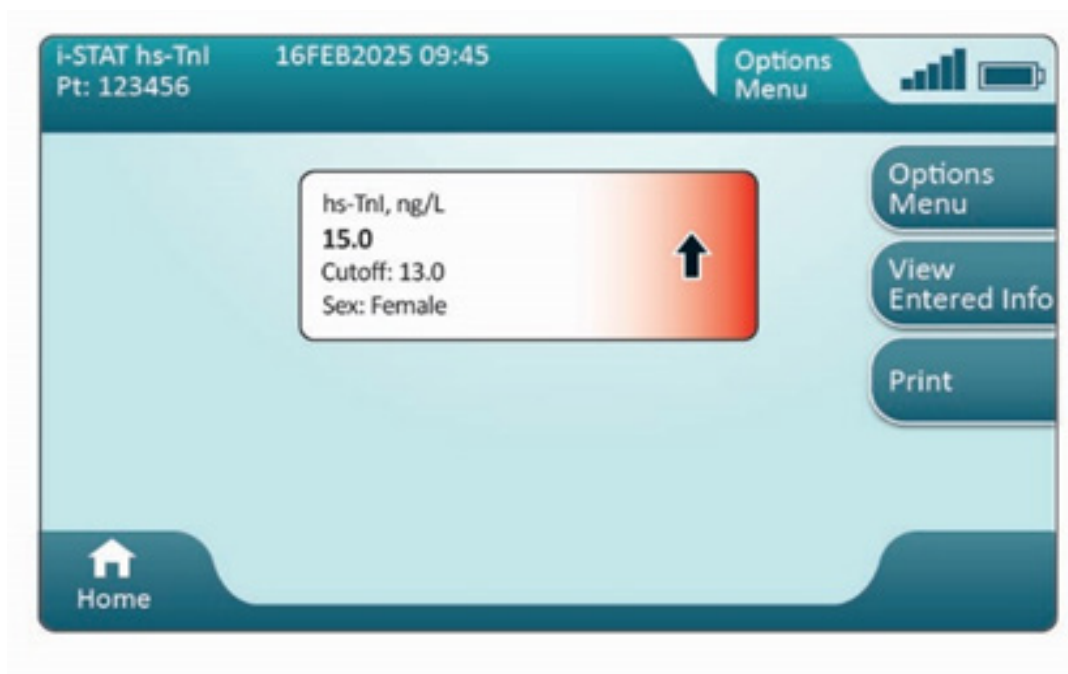 i-STAT hs-TnI
Pt: 123456
16FEB2025 09:45
Options
Menu
hs-TnI, ng/L
15.0
Cutoff: 13.0
Sex: Female
Options
Menu
View
Entered Info
Print
Home